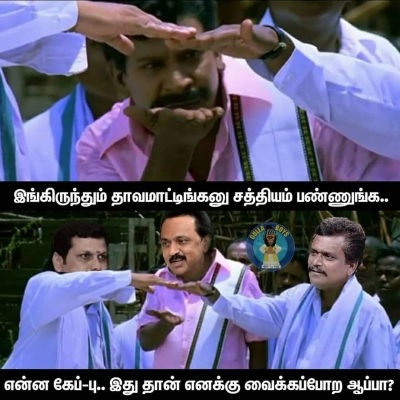 இங்கிருந்தும் தாவமாட்டிங்கனு சத்தியம் பண்ணுங்க..
என்ன கேப்-பு.. இது தான் எனக்கு வைக்கப்போற ஆப்பா?